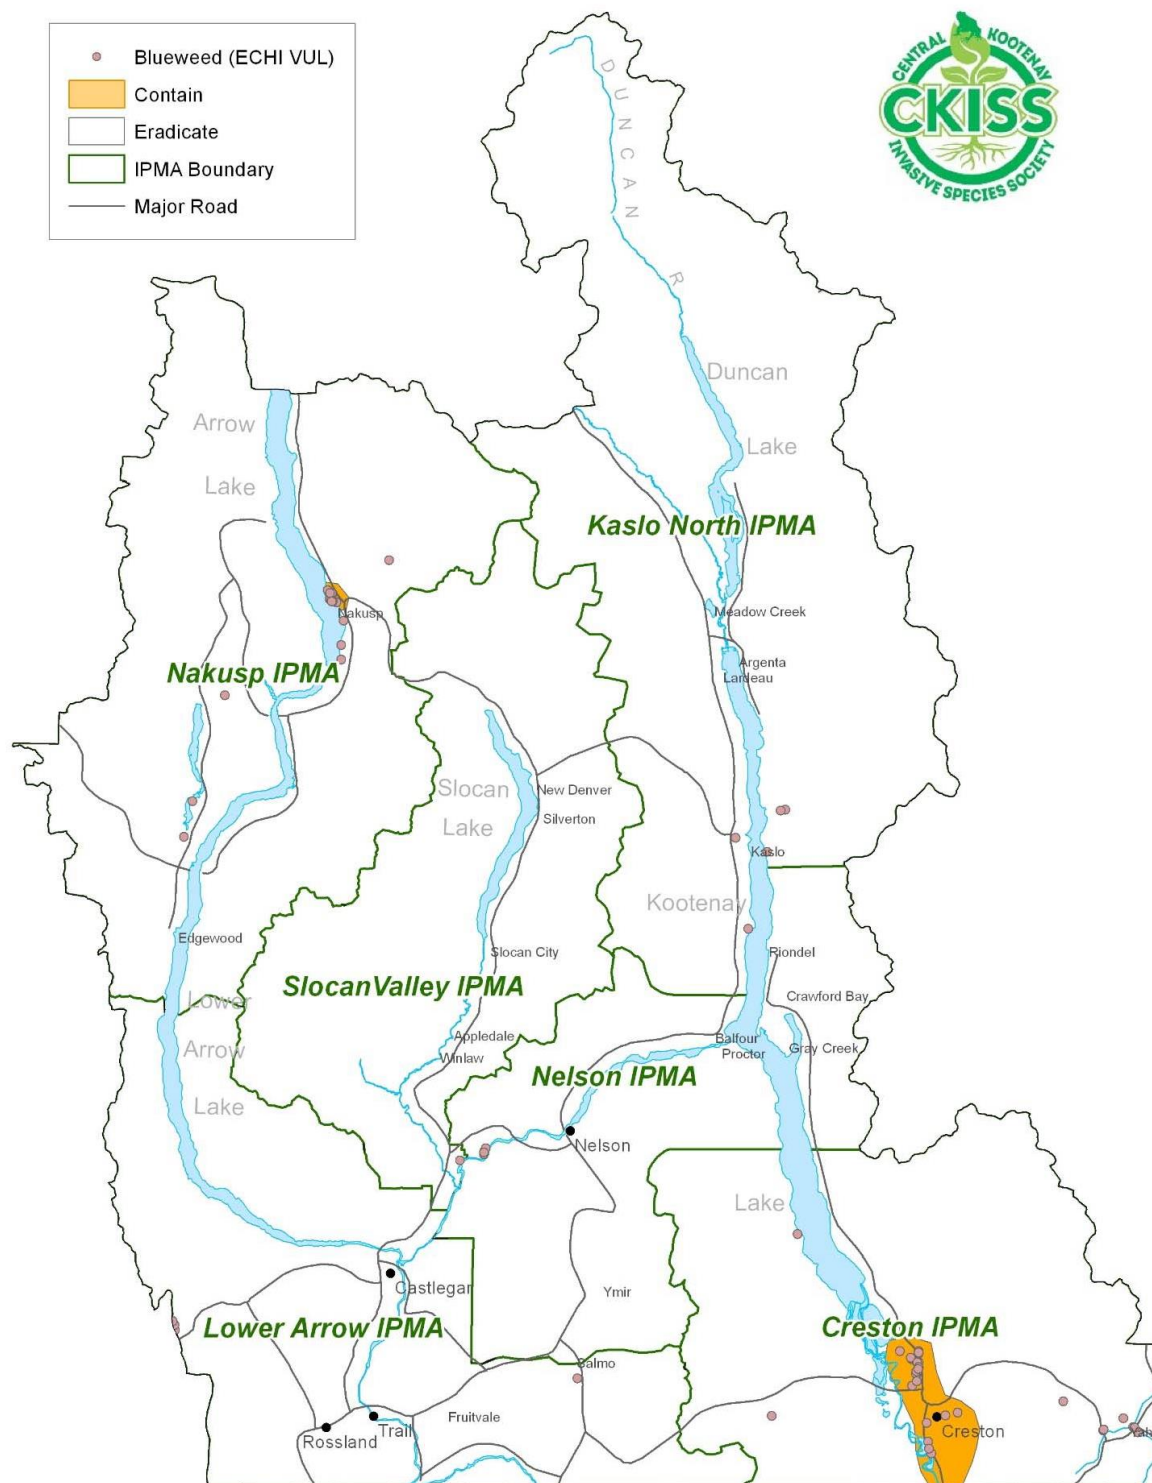 Blueweed (ECHI VUL)
Contain
Eradicate
IPMA Boundary
Major Road
CENTRAL KOOTENAY
CKISS
INVASIVE SPECIES SOCIETY
DUNCAN R
Duncan
Lake
Arrow
Lake
Kaslo North IPMA
Meadow Creek
Nakusp
Argenta
Lardeau
Nakusp IPMA
Slocan
Lake
New Denver
Silverton
Kaslo
Kootenay
Edgewood
Slocan City
Riondel
SlocanValley IPMA
Crawford Bay
Lower
Arrow
Lake
Appledale
Winlaw
Balfour
Proctor
Gray Creek
Nelson IPMA
Nelson
Lake
Castlegar
Ymir
Lower Arrow IPMA
Creston IPMA
Salmo
Fruitvale
Trail
Rossland
Creston
Yah